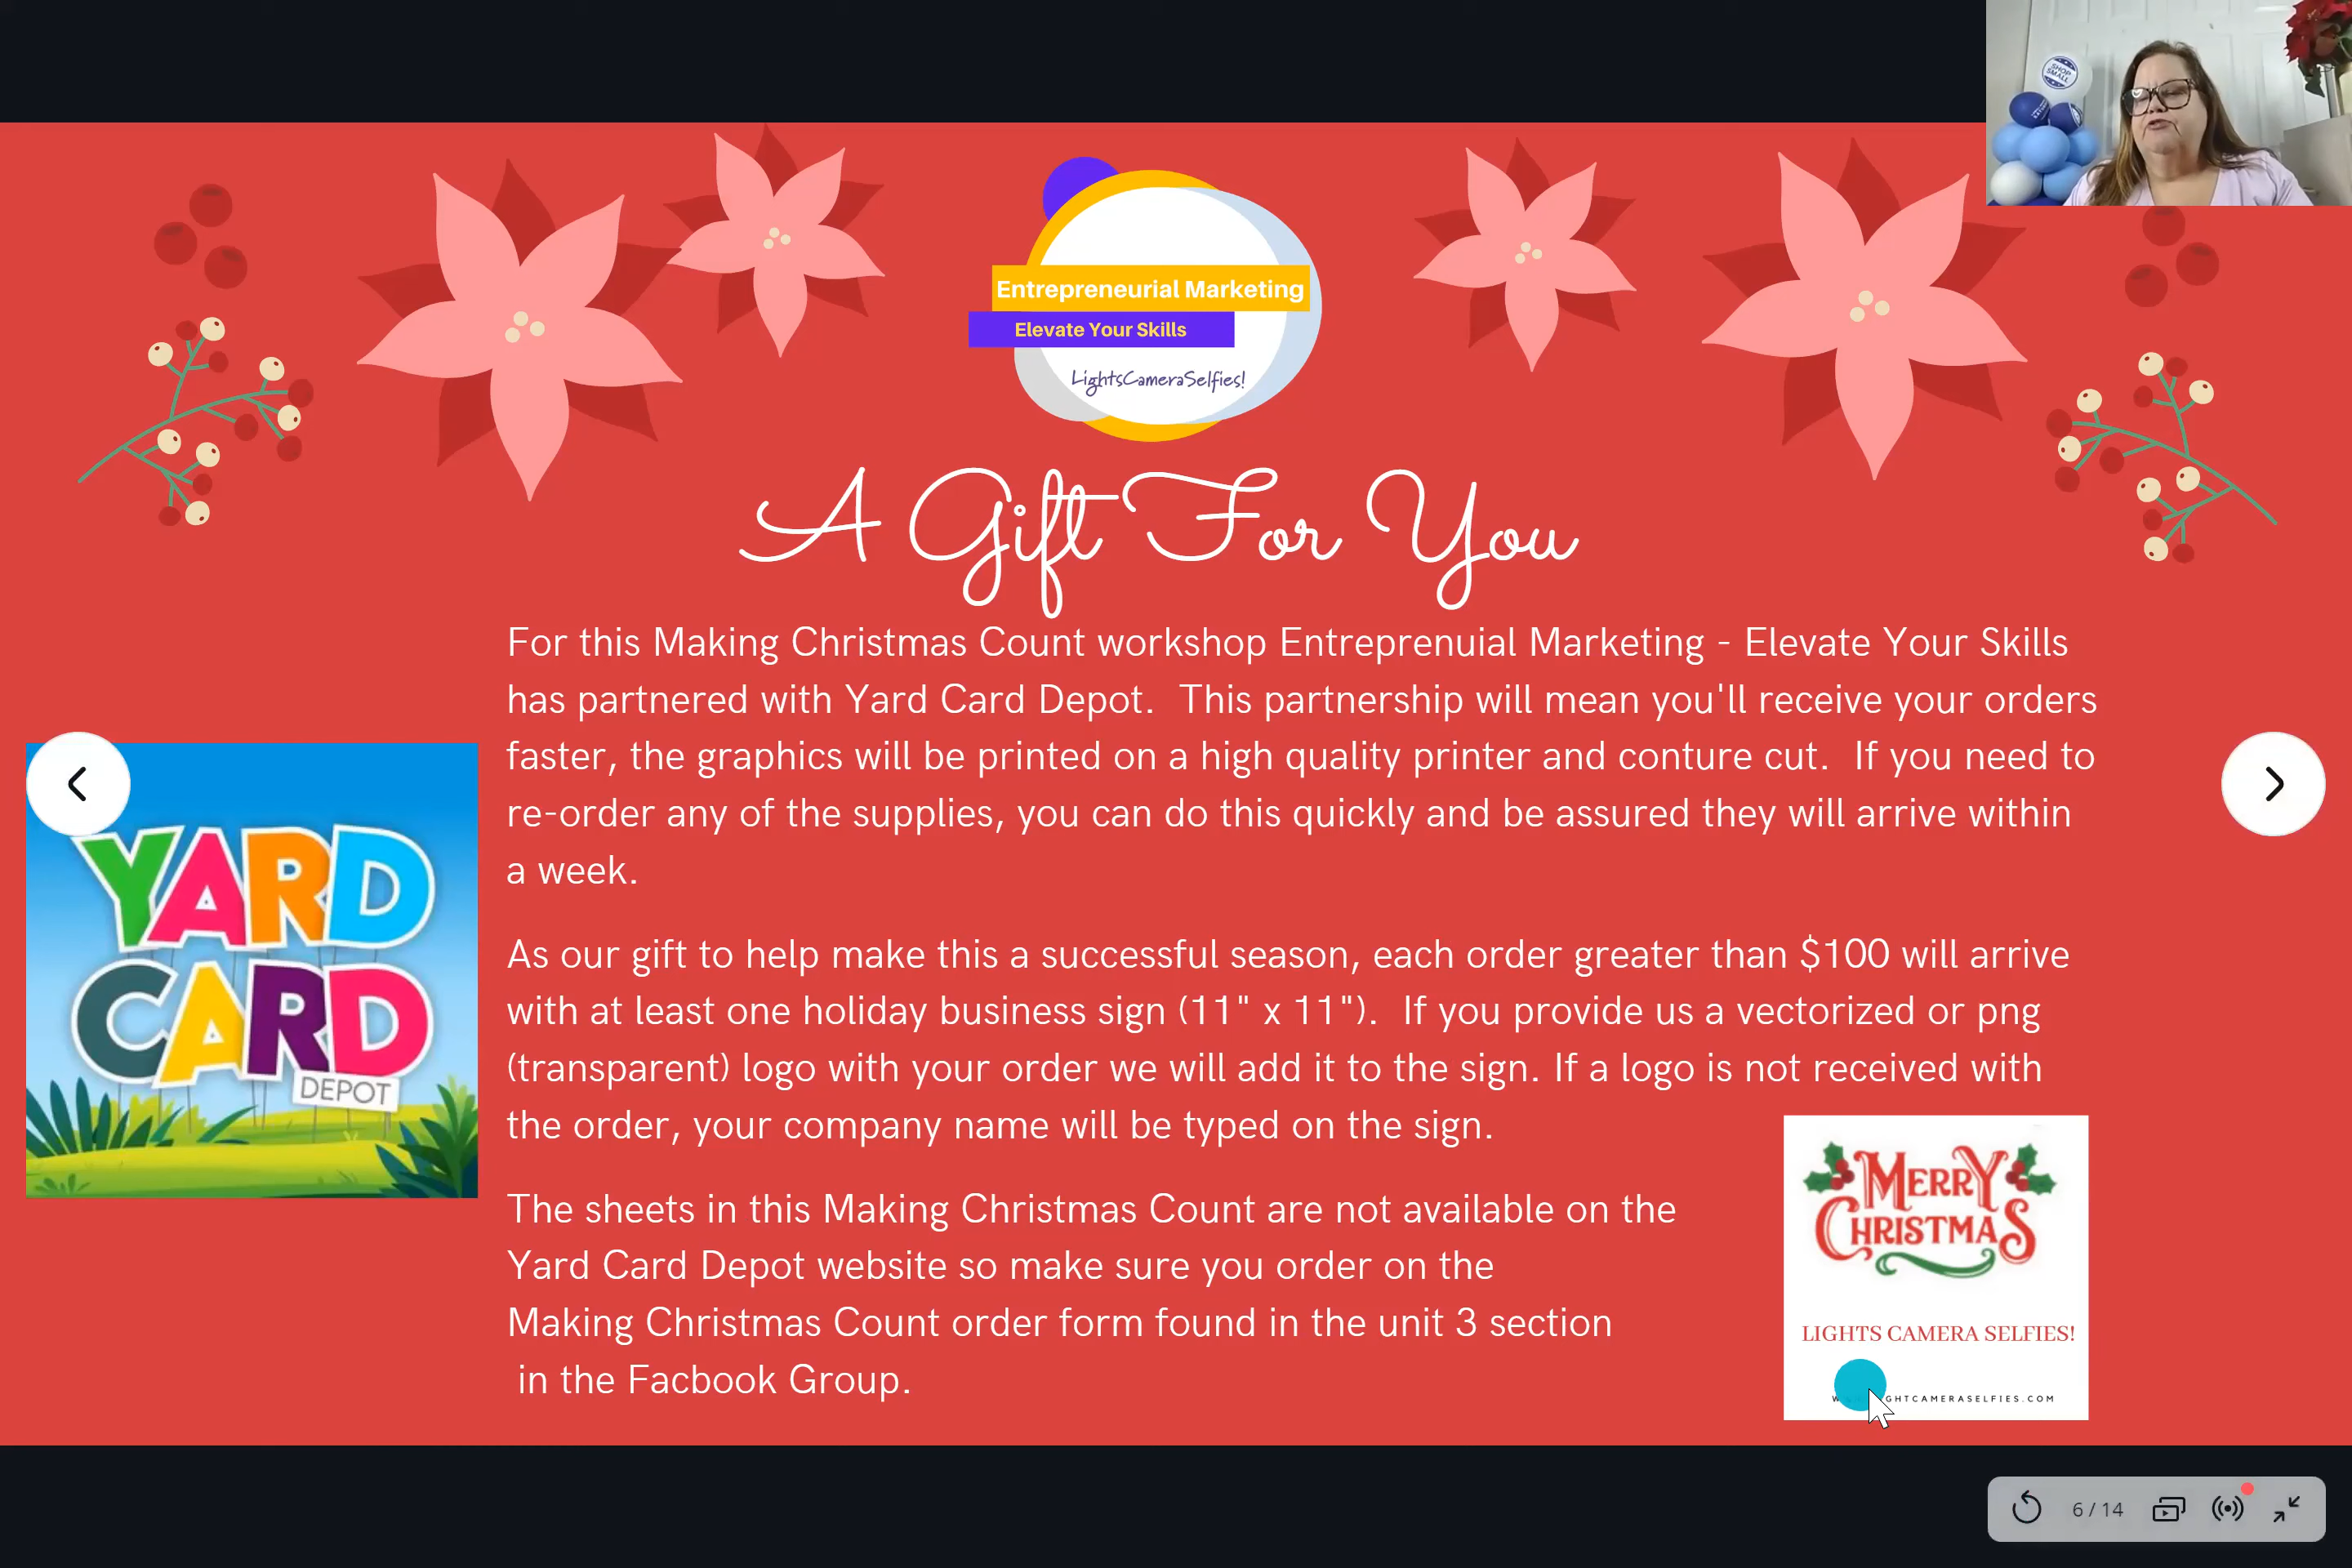 SHOP
SMALL
Entrepreneurial Marketing
Elevate Your Skills
LightsCameraSelfies!
A Gift For You
For this Making Christmas Count workshop Entreprenuial Marketing - Elevate Your Skills
has partnered with Yard Card Depot.  This partnership will mean you'll receive your orders
faster, the graphics will be printed on a high quality printer and conture cut.  If you need to
re-order any of the supplies, you can do this quickly and be assured they will arrive within
a week.
As our gift to help make this a successful season, each order greater than $100 will arrive
with at least one holiday business sign (11" x 11").  If you provide us a vectorized or png
(transparent) logo with your order we will add it to the sign. If a logo is not received with
the order, your company name will be typed on the sign.
The sheets in this Making Christmas Count are not available on the
Yard Card Depot website so make sure you order on the
Making Christmas Count order form found in the unit 3 section
in the Facbook Group.
YARD
CARD
DEPOT
MERRY
CHRISTMAS
LIGHTS CAMERA SELFIES!
6 / 14